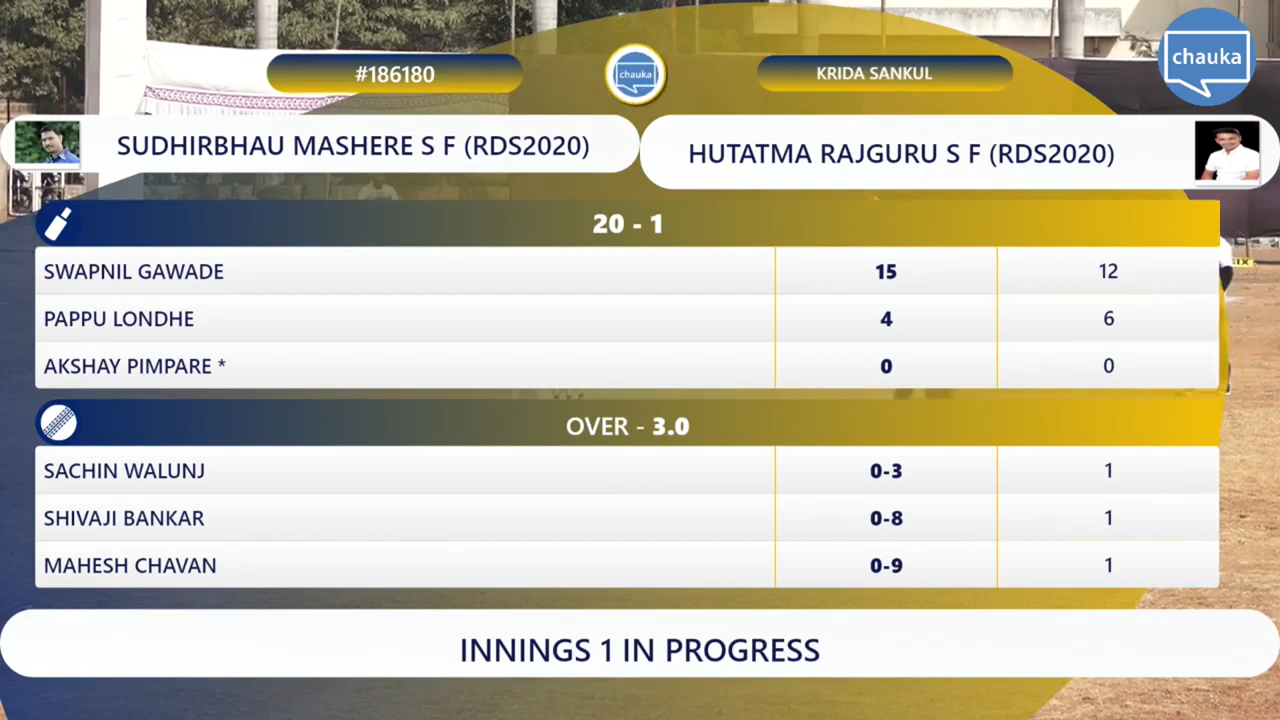 #186180
chauka
KRIDA SANKUL
chauka
SUDHIRBHAU MASHERE S F (RDS2020)
HUTATMA RAJGURU S F (RDS2020)
20 - 1
SWAPNIL GAWADE 15 12
PAPPU LONDHE 4 6
AKSHAY PIMPARE * 0 0
SIX
OVER - 3.0
SACHIN WALUNJ 0-3 1
SHIVAJI BANKAR 0-8 1
MAHESH CHAVAN 0-9 1
INNINGS 1 IN PROGRESS